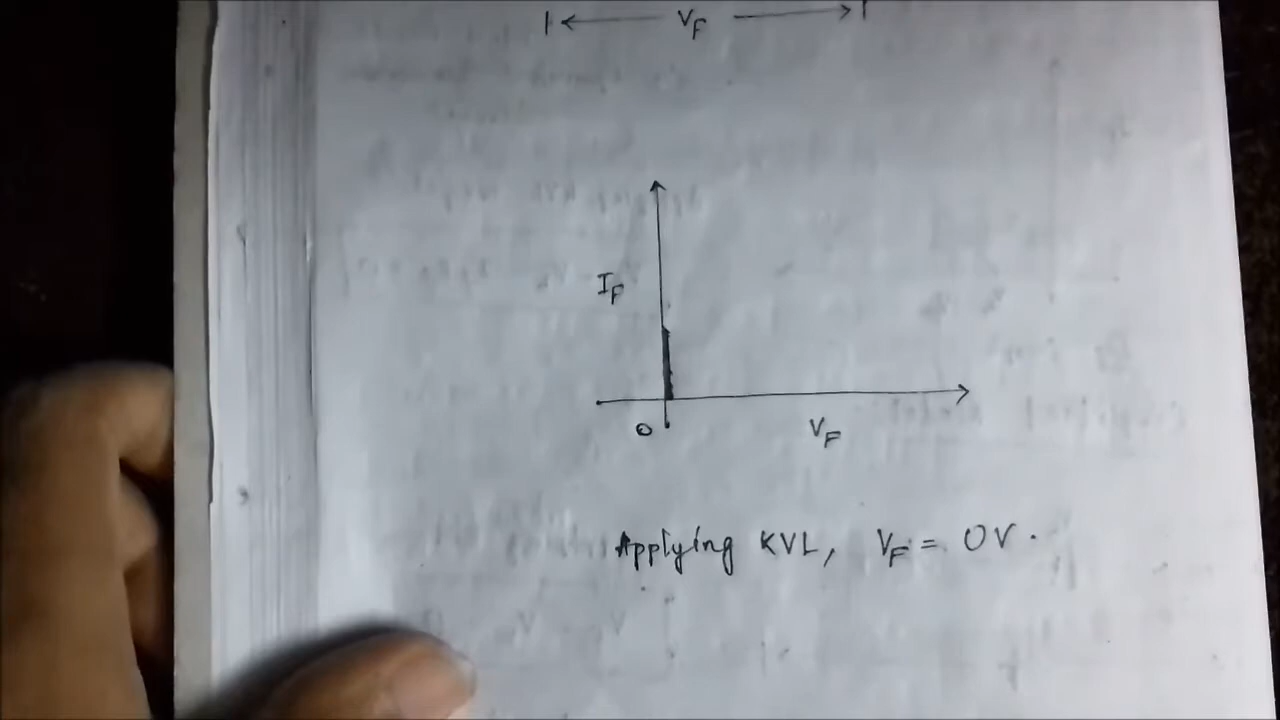 V_F
I_F
0
V_F
Applying KVL, V_F = 0V.